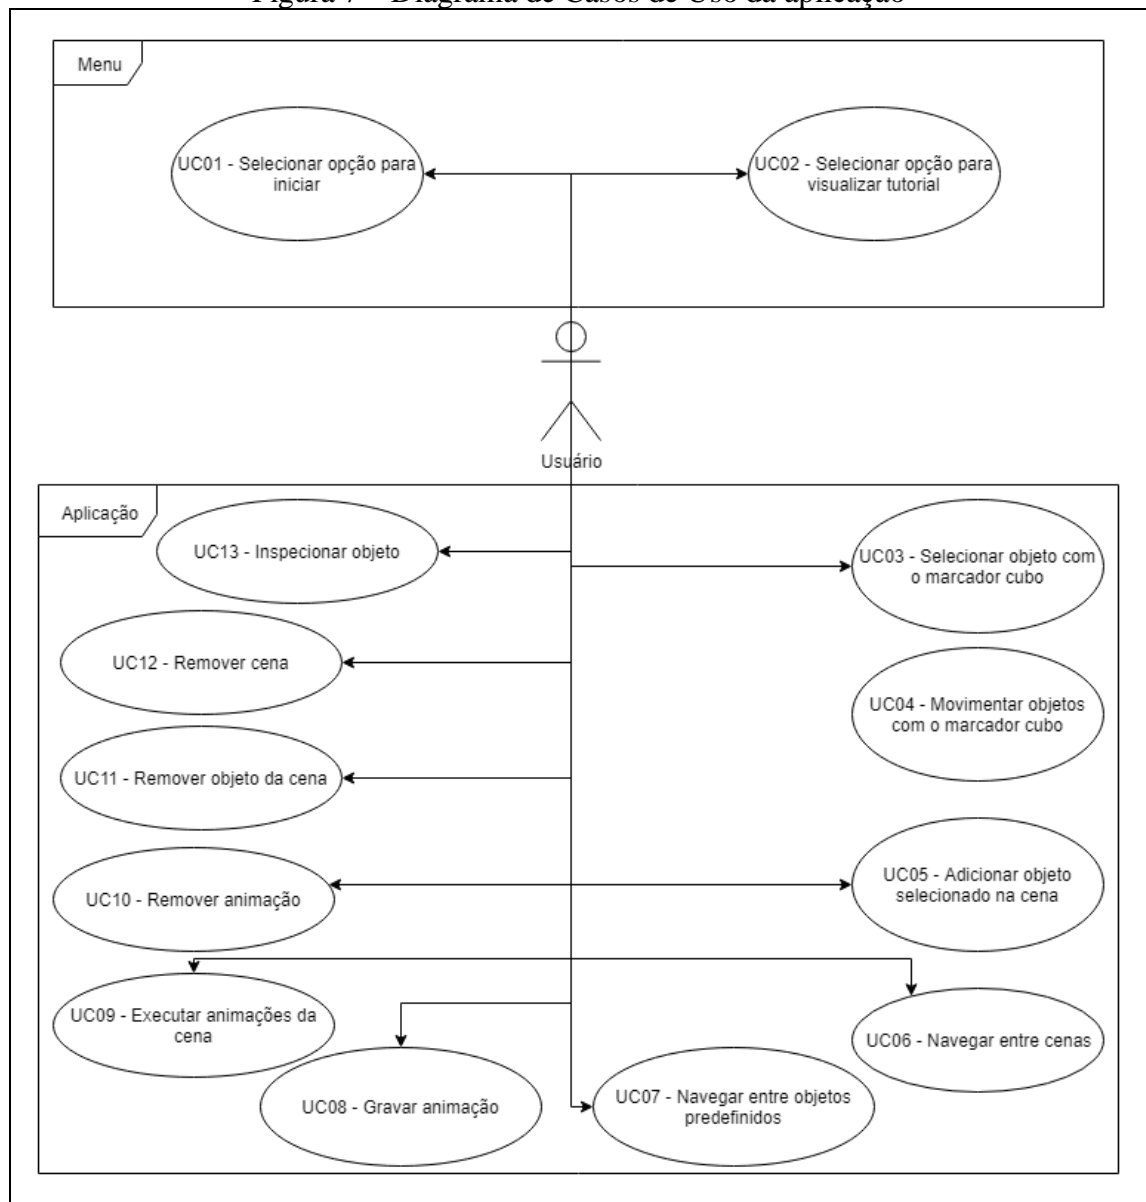 Figura 7 – Diagrama de Casos de Uso da aplicação
Menu
UC01 - Selecionar opção para
iniciar
UC02 - Selecionar opção para
visualizar tutorial
Usuário
Aplicação
UC13 - Inspecionar objeto
UC03 - Selecionar objeto com
o marcador cubo
UC12 - Remover cena
UC04 - Movimentar objetos
com o marcador cubo
UC11 - Remover objeto da cena
UC10 - Remover animação
UC05 - Adicionar objeto
selecionado na cena
UC09 - Executar animações da
cena
UC06 - Navegar entre cenas
UC08 - Gravar animação
UC07 - Navegar entre objetos
predefinidos